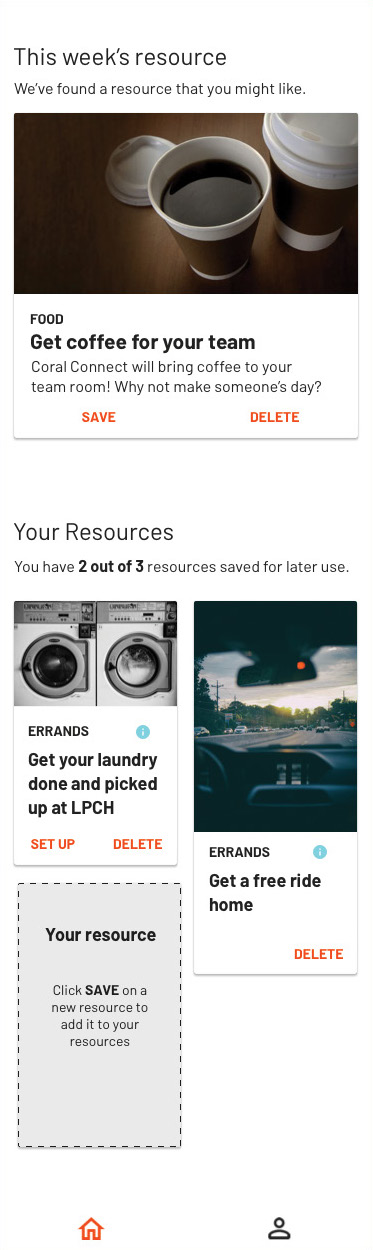 This week's resource
We've found a resource that you might like.
FOOD
Get coffee for your team
Coral Connect will bring coffee to your
team room! Why not make someone's day?
SAVE DELETE
Your Resources
You have 2 out of 3 resources saved for later use.
ERRANDS
Get your laundry
done and picked
up at LPCH
SET UP DELETE
ERRANDS
Get a free ride
home
DELETE
Your resource
Click SAVE on a
new resource to
add it to your
resources